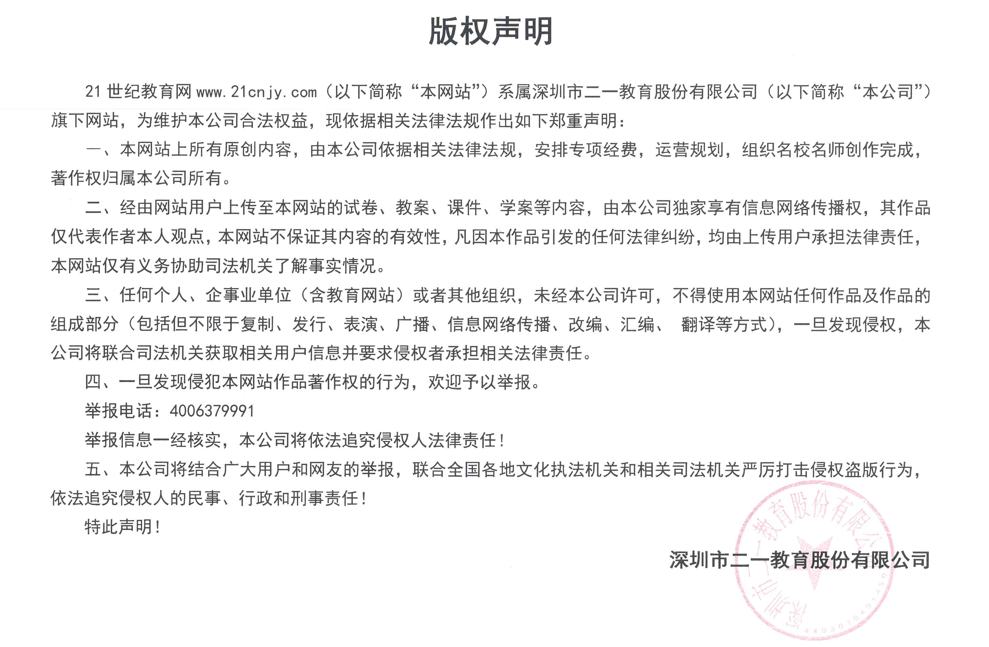 版权声明
21世纪教育网www.21cnjy.com（以下简称“本网站”）系属深圳市二一教育股份有限公司（以下简称“本公司”）
旗下网站，为维护本公司合法权益，现依据相关法律法规作出如下郑重声明：
一、本网站上所有原创内容，由本公司依据相关法律法规，安排专项经费，运营规划，组织名校名师创作完成，
著作权归属本公司所有。
二、经由网站用户上传至本网站的试卷、教案、课件、学案等内容，由本公司独家享有信息网络传播权，其作品
仅代表作者本人观点，本网站不保证其内容的有效性，凡因本作品引发的任何法律纠纷，均由上传用户承担法律责任，
本网站仅有义务协助司法机关了解事实情况。
三、任何个人、企事业单位（含教育网站）或者其他组织，未经本公司许可，不得使用本网站任何作品及作品的
组成部分（包括但不限于复制、发行、表演、广播、信息网络传播、改编、汇编、 翻译等方式），一旦发现侵权，本
公司将联合司法机关获取相关用户信息并要求侵权者承担相关法律责任。
四、一旦发现侵犯本网站作品著作权的行为，欢迎予以举报。
举报电话：4006379991
举报信息一经核实，本公司将依法追究侵权人法律责任！
五、本公司将结合广大用户和网友的举报，联合全国各地文化执法机关和相关司法机关严厉打击侵权盗版行为，
依法追究侵权人的民事、行政和刑事责任！
特此声明！
深圳市二一教育股份有限公司
深圳市二一教育股份有限公司